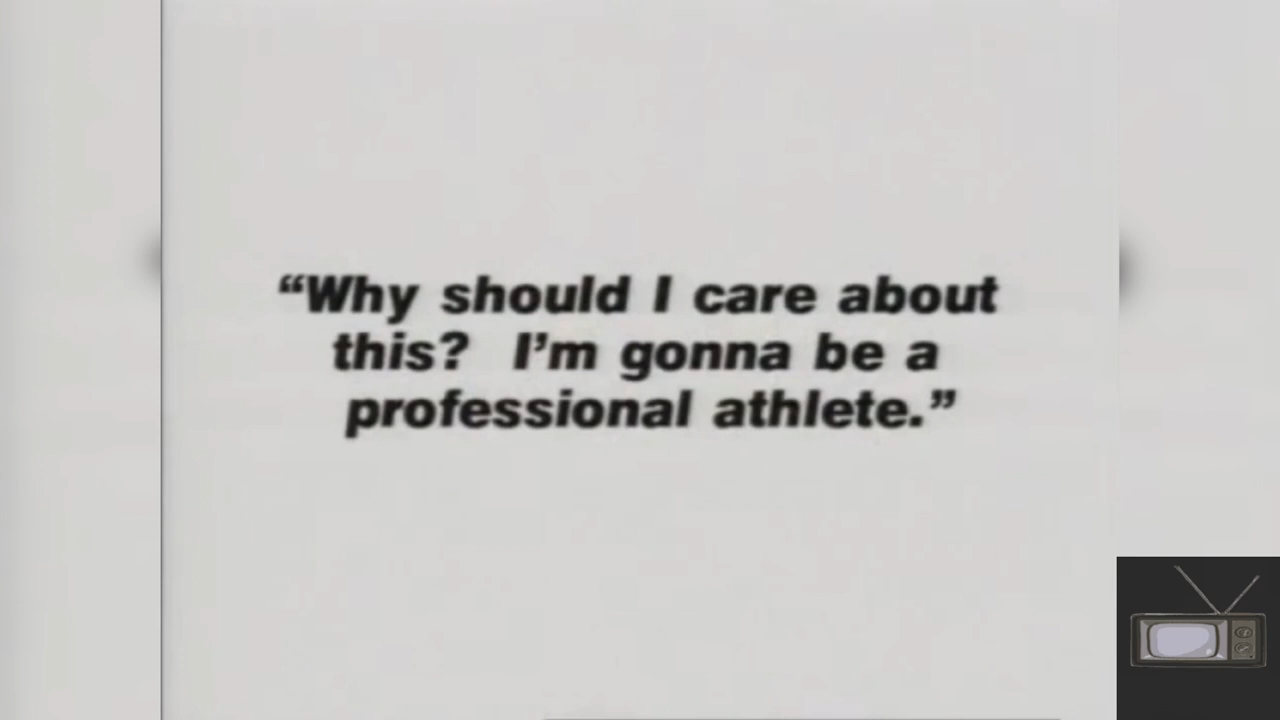 “Why should I care about
this?  I’m gonna be a
professional athlete.”